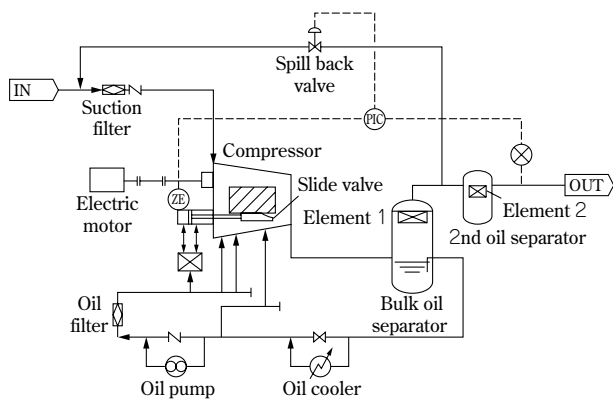 IN
Suction
filter
Spill back
valve
PIC
Compressor
OUT
Electric
motor
ZE
Slide valve
Element 1
Element 2
2nd oil separator
Oil
filter
Bulk oil
separator
Oil pump
Oil cooler